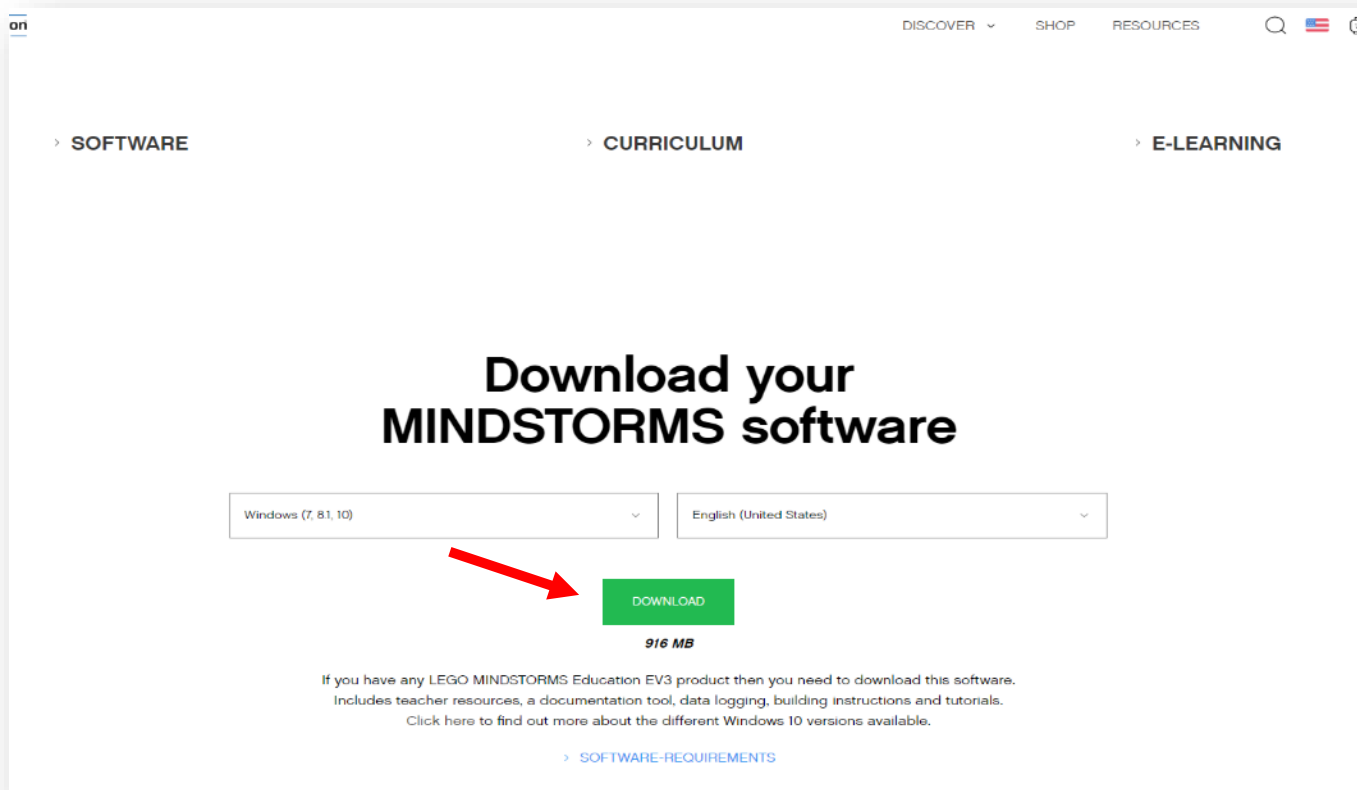 on
DISCOVER SHOP RESOURCES
SOFTWARE CURRICULUM E-LEARNING
Download your
MINDSTORMS software
Windows (7, 8.1, 10) English (United States)
DOWNLOAD
916 MB
If you have any LEGO MINDSTORMS Education EV3 product then you need to download this software.
Includes teacher resources, a documentation tool, data logging, building instructions and tutorials.
Click here to find out more about the different Windows 10 versions available.
SOFTWARE-REQUIREMENTS